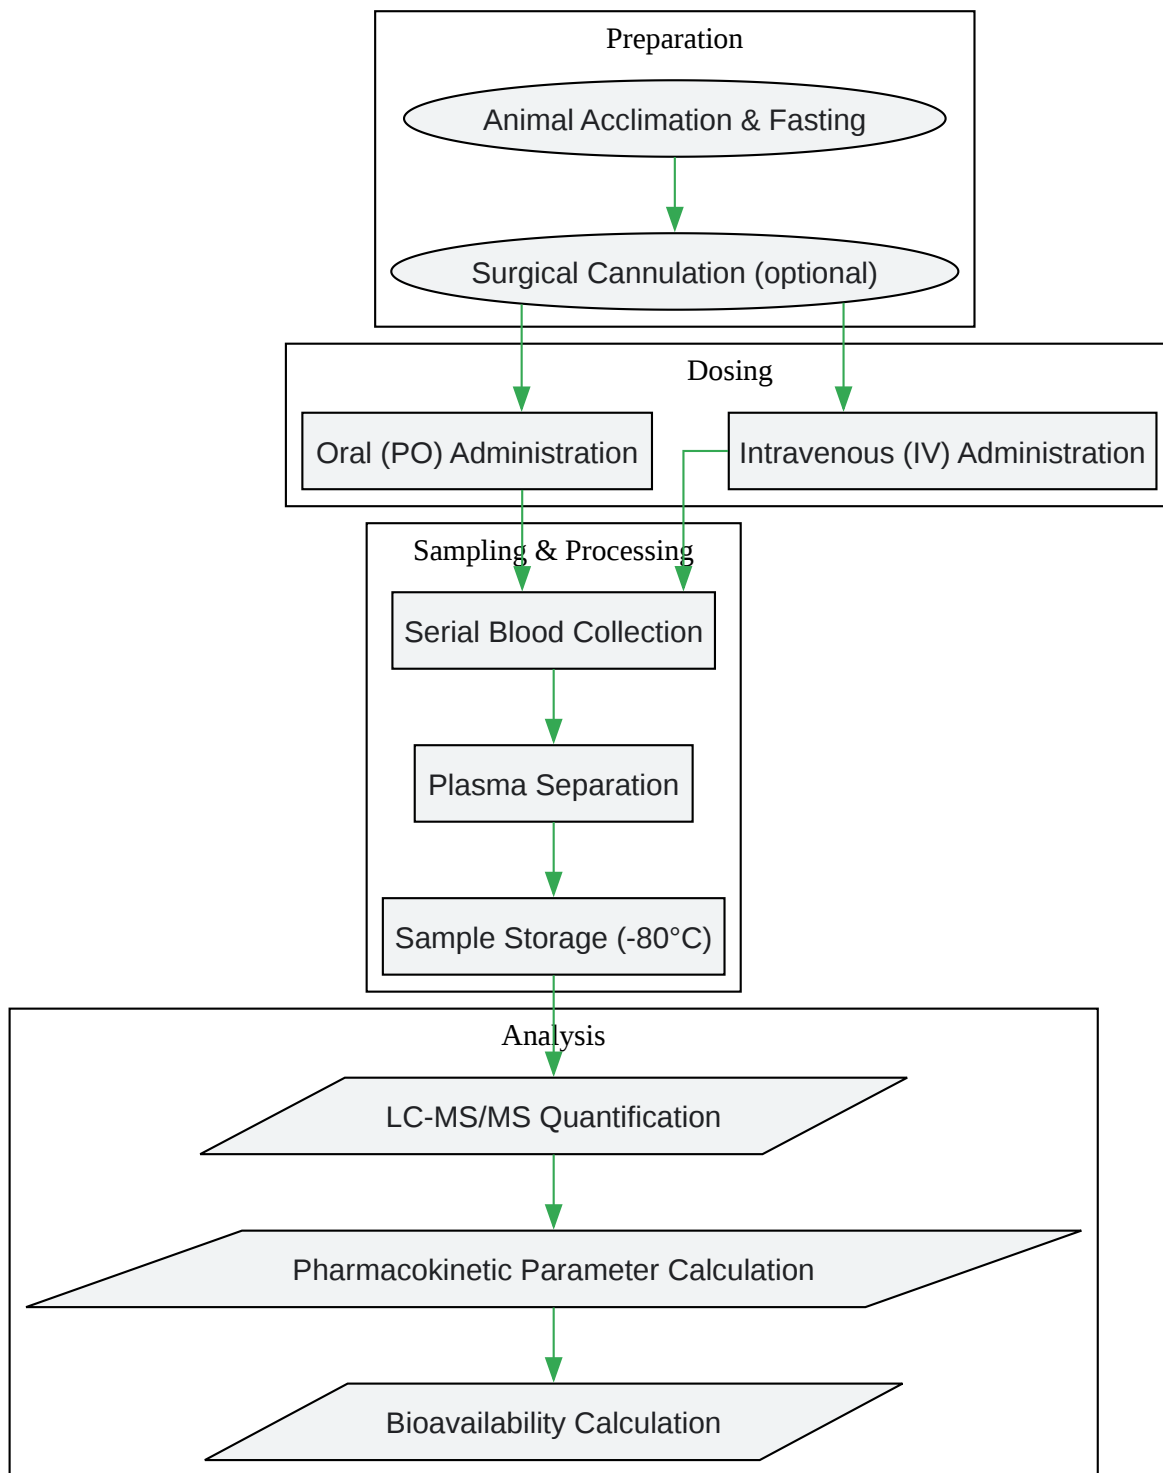 Preparation
Animal Acclimation & Fasting
Surgical Cannulation (optional)
Dosing
Oral (PO) Administration
Intravenous (IV) Administration
Sampling & Processing
Serial Blood Collection
Plasma Separation
Sample Storage (-80°C)
Analysis
LC-MS/MS Quantification
Pharmacokinetic Parameter Calculation
Bioavailability Calculation